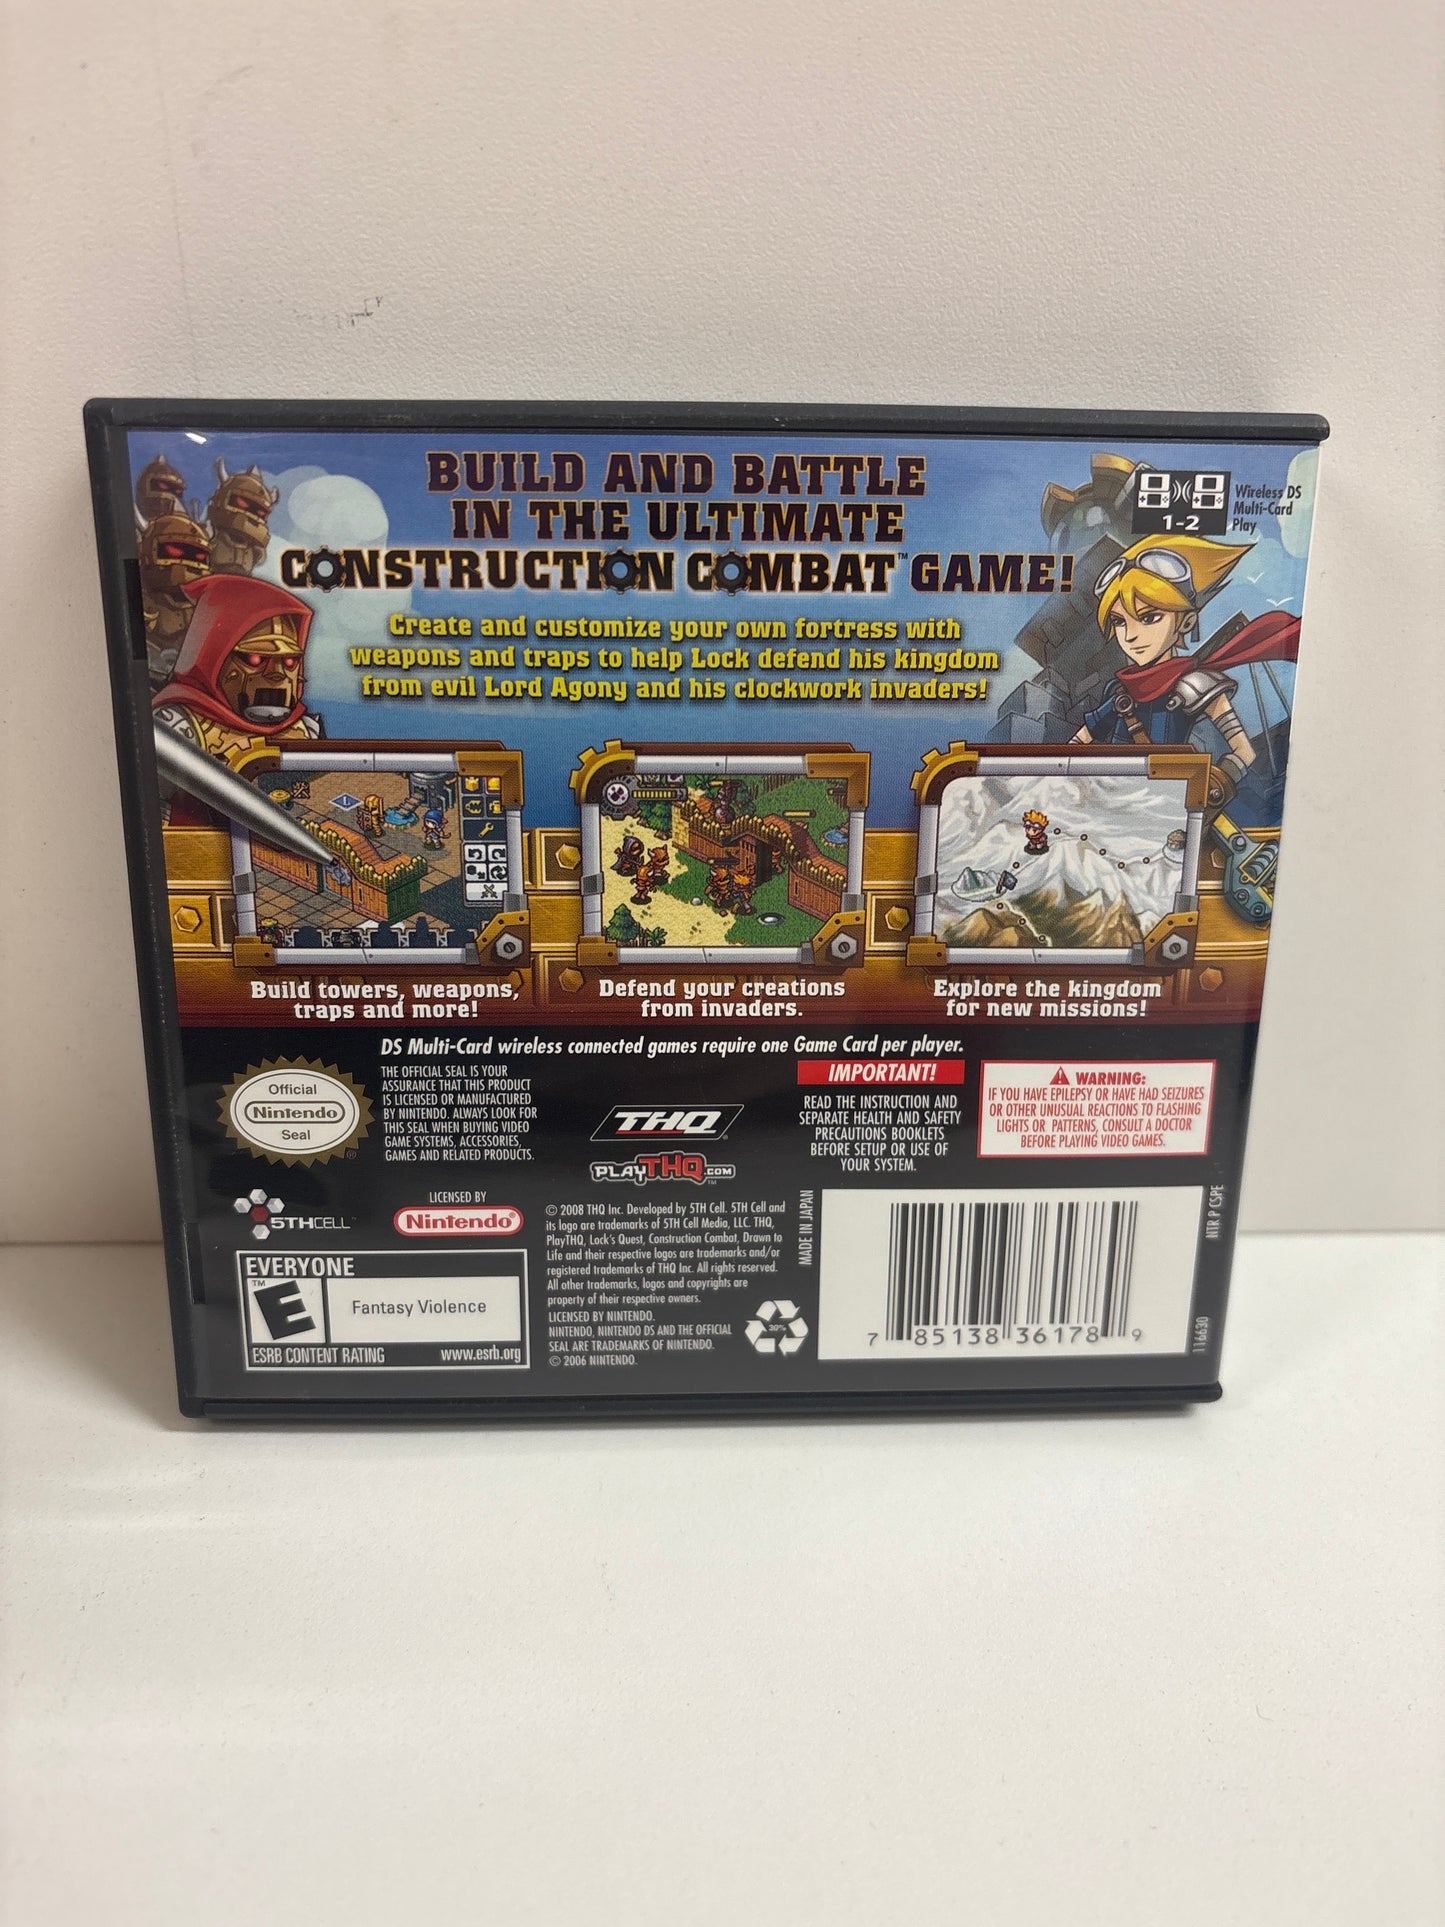 BUILD AND BATTLE
IN THE ULTIMATE
CONSTRUCTION COMBAT™ GAME!
1-2
Wireless DS
Multi-Card
Play
Create and customize your own fortress with
weapons and traps to help Lock defend his kingdom
from evil Lord Agony and his clockwork invaders!
Build towers, weapons,
traps and more!
Defend your creations
from invaders.
Explore the kingdom
for new missions!
DS Multi-Card wireless connected games require one Game Card per player.
Official
Nintendo
Seal
®
THE OFFICIAL SEAL IS YOUR
ASSURANCE THAT THIS PRODUCT
IS LICENSED OR MANUFACTURED
BY NINTENDO. ALWAYS LOOK FOR
THIS SEAL WHEN BUYING VIDEO
GAME SYSTEMS, ACCESSORIES,
GAMES AND RELATED PRODUCTS.
THQ®
PLAYTHQ.COM™
IMPORTANT!
READ THE INSTRUCTION AND
SEPARATE HEALTH AND SAFETY
PRECAUTIONS BOOKLETS
BEFORE SETUP OR USE OF
YOUR SYSTEM.
WARNING:
IF YOU HAVE EPILEPSY OR HAVE HAD SEIZURES
OR OTHER UNUSUAL REACTIONS TO FLASHING
LIGHTS OR PATTERNS, CONSULT A DOCTOR
BEFORE PLAYING VIDEO GAMES.
5THCELL™
LICENSED BY
Nintendo®
EVERYONE
E™
Fantasy Violence
ESRB CONTENT RATING www.esrb.org
© 2008 THQ Inc. Developed by 5TH Cell. 5TH Cell and
its logo are trademarks of 5TH Cell Media, LLC. THQ,
PlayTHQ, Lock's Quest, Construction Combat, Drawn to
Life and their respective logos are trademarks and/or
registered trademarks of THQ Inc. All rights reserved.
All other trademarks, logos and copyrights are
property of their respective owners.
LICENSED BY NINTENDO.
NINTENDO, NINTENDO DS AND THE OFFICIAL
SEAL ARE TRADEMARKS OF NINTENDO.
© 2006 NINTENDO.
30%
MADE IN JAPAN
7 85138 36178 9
NTR P CSPE
116630